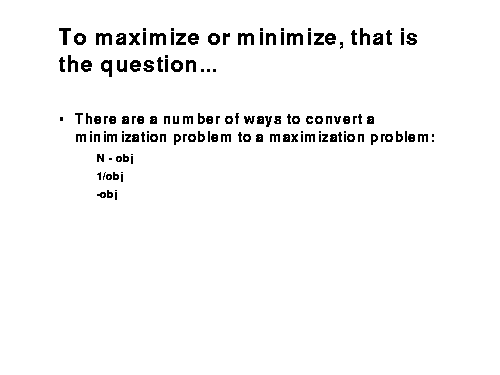 To maximize or minimize, that is
the question...
• There are a number of ways to convert a
minimization problem to a maximization problem:
N - obj
1/obj
-obj